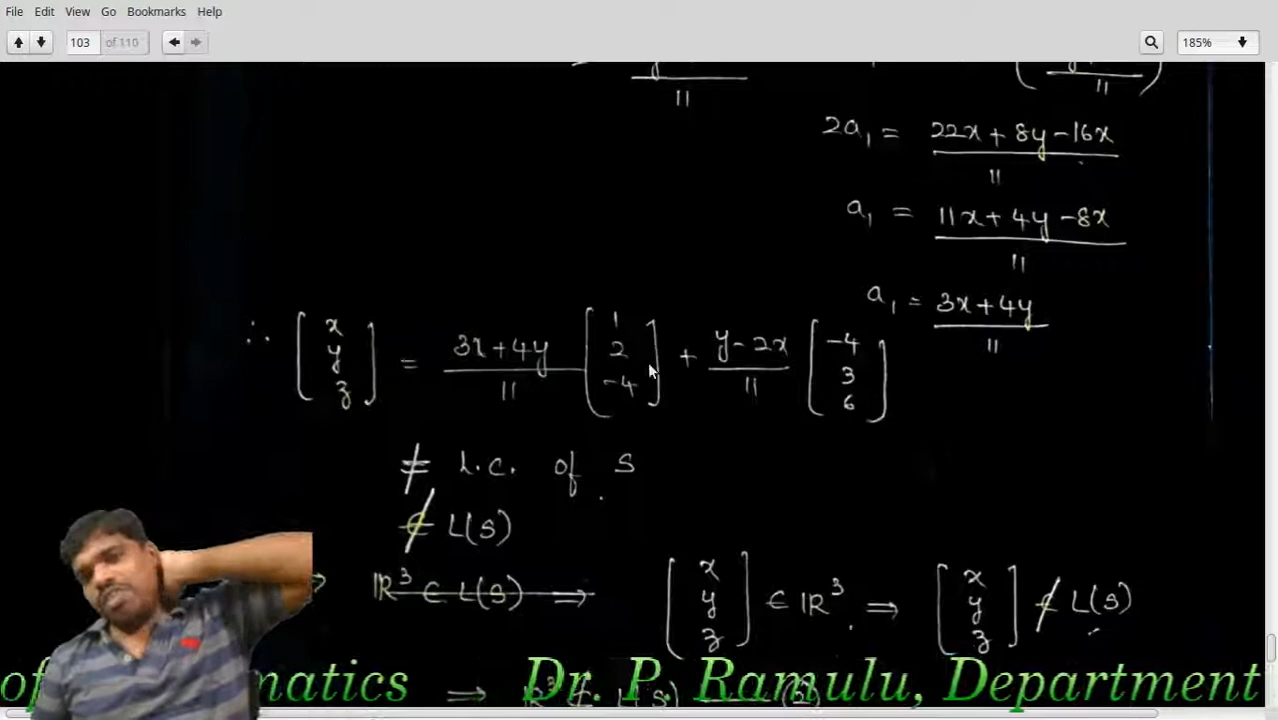 File Edit View Go Bookmarks Help
103 of 110 185%
11 11
2a₁ = 22x + 8y - 16x / 11
a₁ = 11x + 4y - 8x / 11
a₁ = 3x + 4y / 11
∴ [x y z] = 3x + 4y / 11 [1 2 -4] + y - 2x / 11 [-4 3 6]
≠ L.C. of S
∉ L(S)
ℝ³ ⊂ L(S) ⇒ [x y z] ∈ ℝ³ ⇒ [x y z] ∉ L(S)
of matics Dr. P. Ramulu, Department